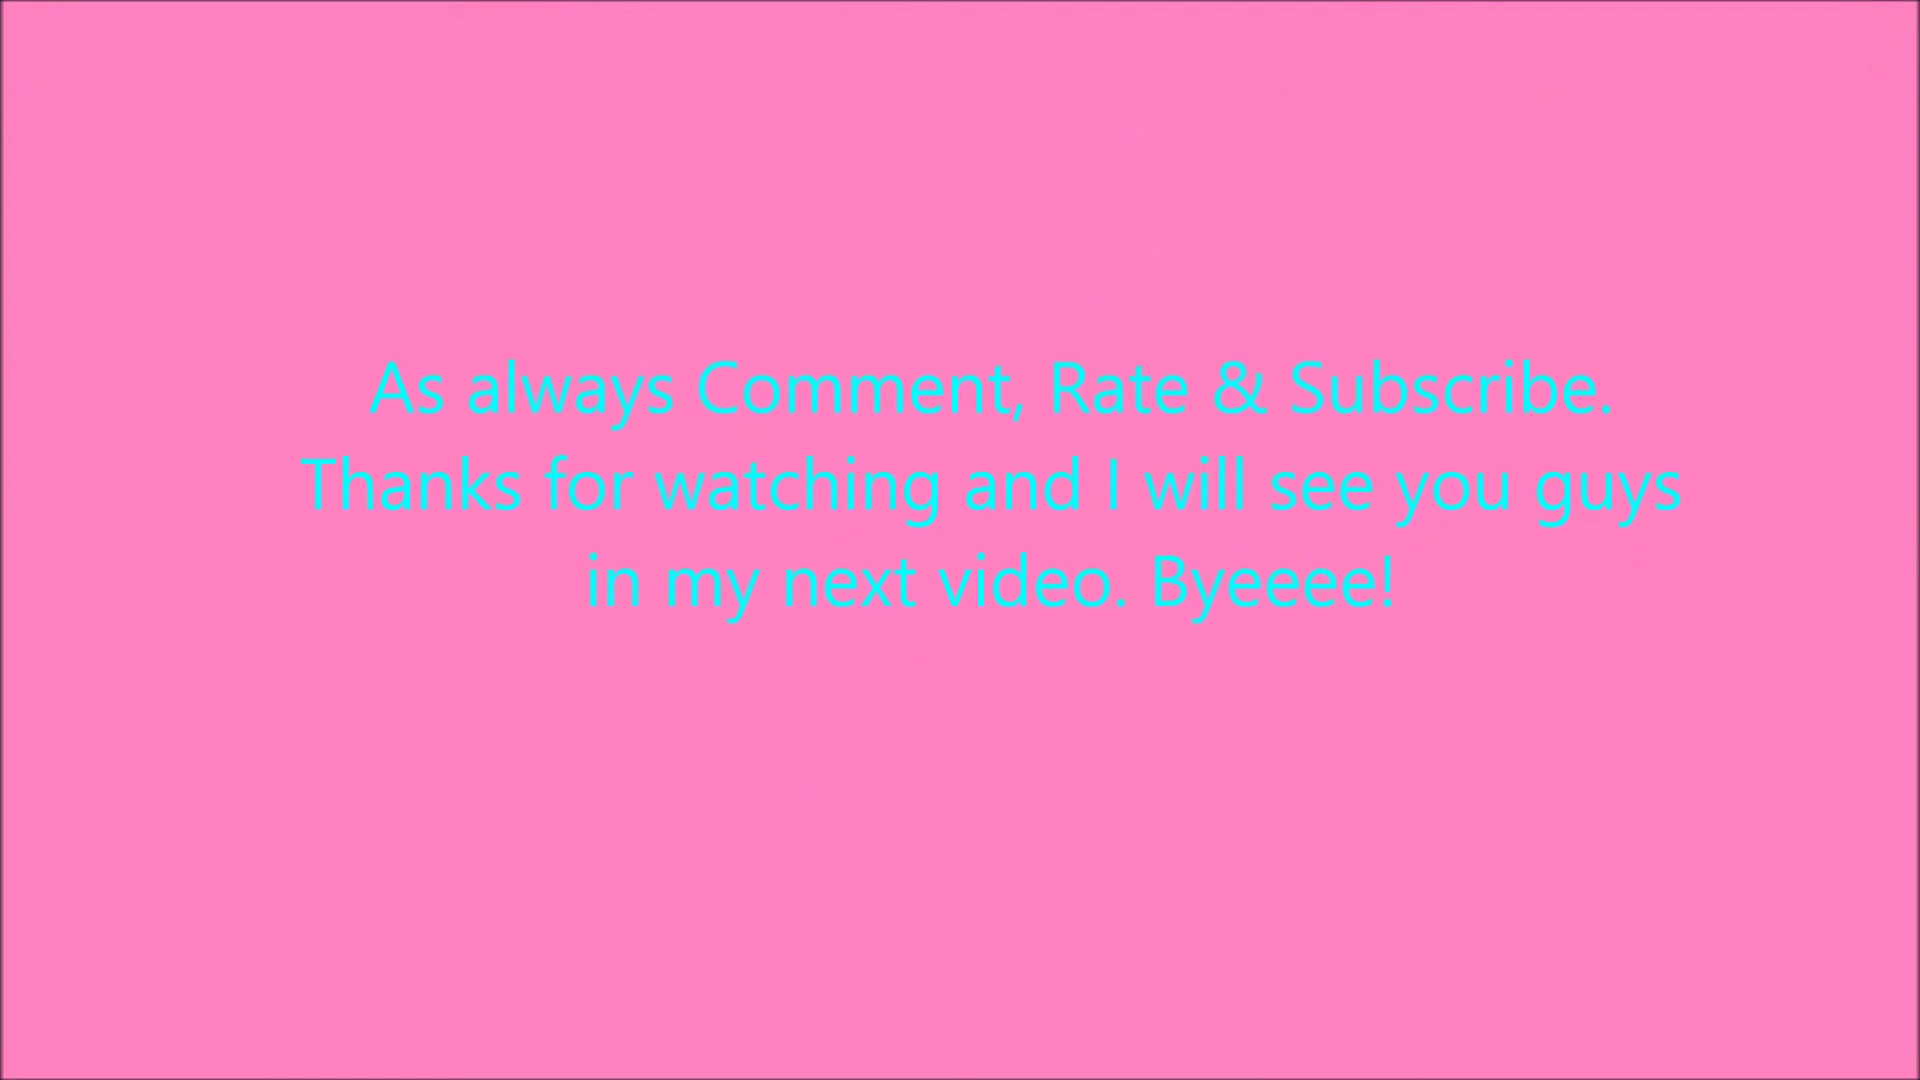 As always Comment, Rate & Subscribe.
Thanks for watching and I will see you guys
in my next video. Byeeee!